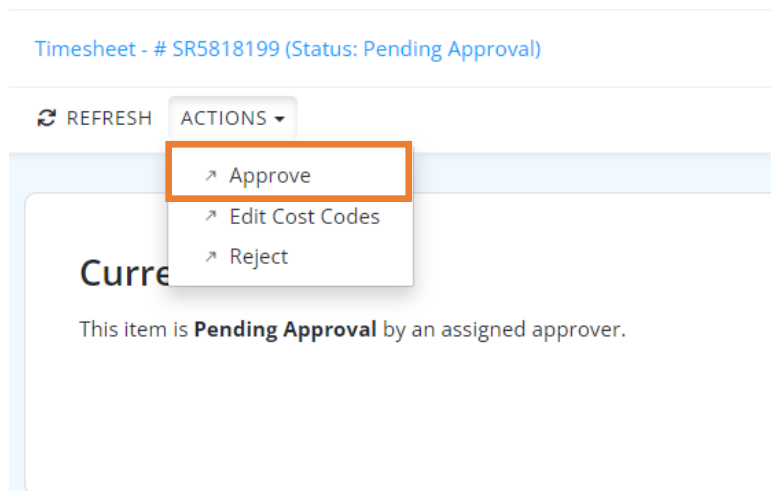 Timesheet - # SR5818199 (Status: Pending Approval)
REFRESH ACTIONS
Approve
Edit Cost Codes
Reject
Curre
This item is Pending Approval by an assigned approver.